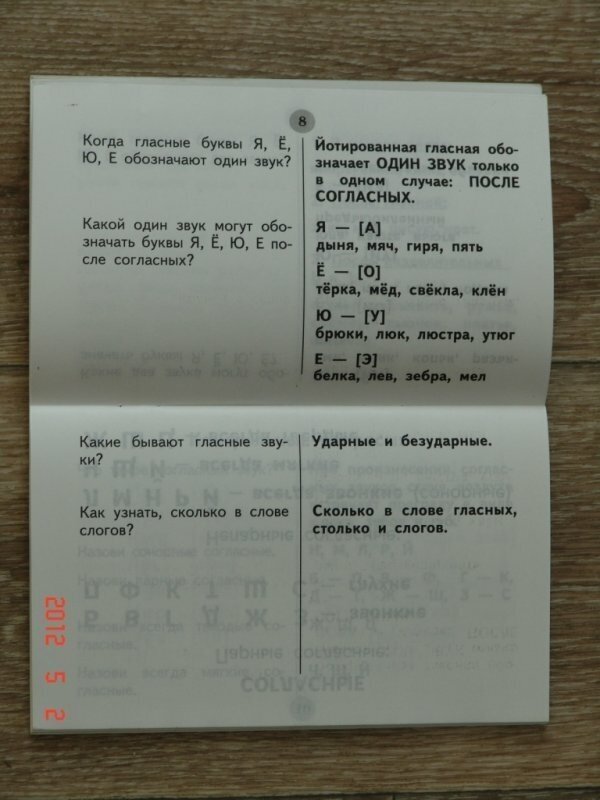 8
Когда гласные буквы Я, Ё,
Ю, Е обозначают один звук?
Йотированная гласная обо-
значает ОДИН ЗВУК только
в одном случае: ПОСЛЕ
СОГЛАСНЫХ.
Какой один звук могут обо-
значать буквы Я, Ё, Ю, Е по-
сле согласных?
Я — [А]
дыня, мяч, гиря, пять
Ё — [О]
тёрка, мёд, свёкла, клён
Ю — [У]
брюки, люк, люстра, утюг
Е — [Э]
белка, лев, зебра, мел
Какие бывают гласные зву-
ки?
Ударные и безударные.
Как узнать, сколько в слове
слогов?
Сколько в слове гласных,
столько и слогов.
2012 5 2